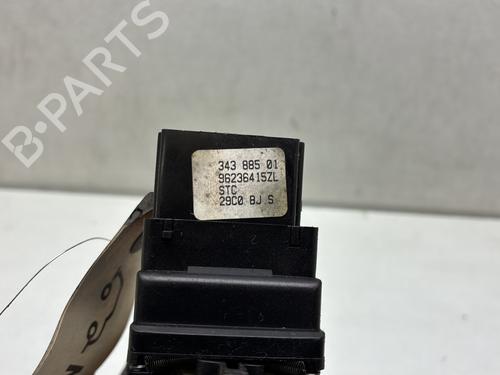 B-PARTS
343 885 01
96236415ZL
STC
29C0 8J S